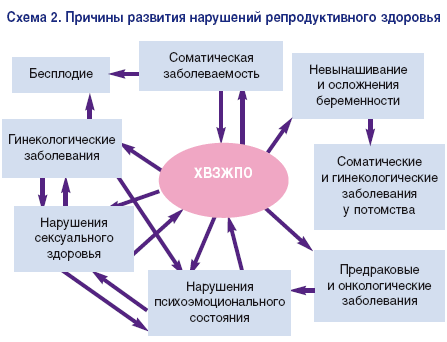 Схема 2. Причины развития нарушений репродуктивного здоровья
Соматическая
заболеваемость
Бесплодие
Невынашивание
и осложнения
беременности
Гинекологические
заболевания
ХВЗЖПО
Соматические
и гинекологические
заболевания
у потомства
Нарушения
сексуального
здоровья
Предраковые
и онкологические
заболевания
Нарушения
психоэмоционального
состояния